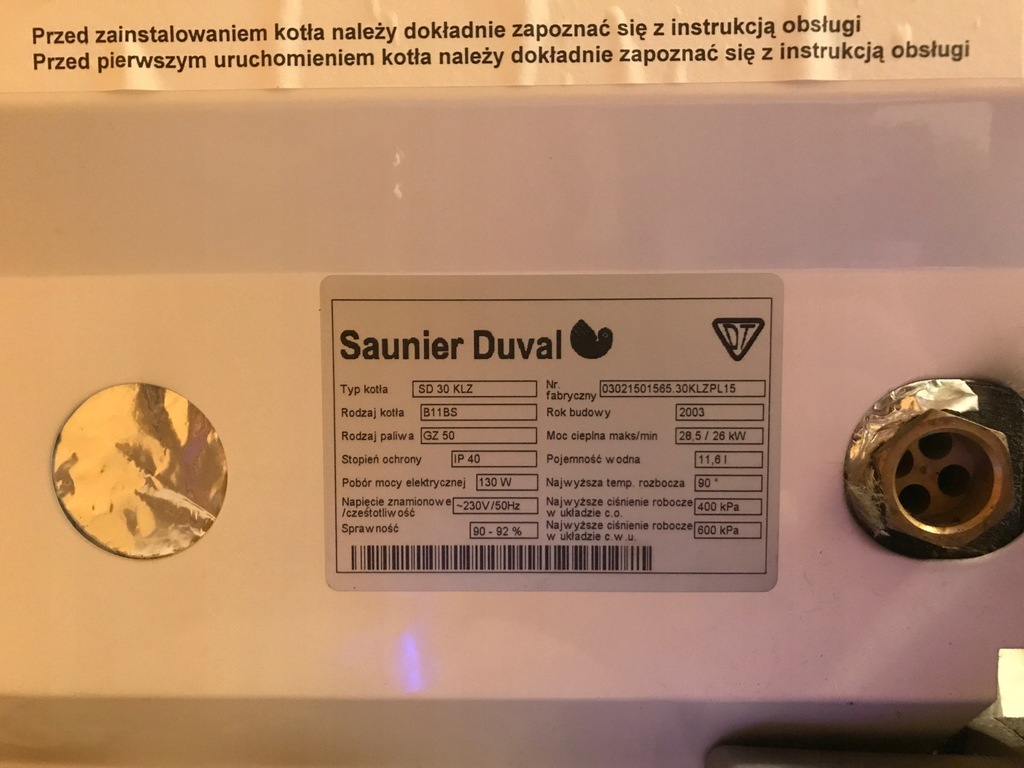 Przed zainstalowaniem kotła należy dokładnie zapoznać się z instrukcją obsługi
Przed pierwszym uruchomieniem kotła należy dokładnie zapoznać się z instrukcją obsługi
Saunier Duval
DT
Typ kotła SD 30 KLZ
Nr. fabryczny 03021501565.30KLZPL15
Rodzaj kotła B11BS
Rok budowy 2003
Rodzaj paliwa GZ 50
Moc cieplna maks/min 28,5 / 26 kW
Stopień ochrony IP 40
Pojemność wodna 11,6 l
Pobór mocy elektrycznej 130 W
Najwyższa temp. rozbocza 90 °
Napięcie znamionowe
/częstotliwość ~230V/50Hz
Najwyższe ciśnienie robocze
w układzie c.o. 400 kPa
Sprawność 90 - 92 %
Najwyższe ciśnienie robocze
w układzie c.w.u. 600 kPa